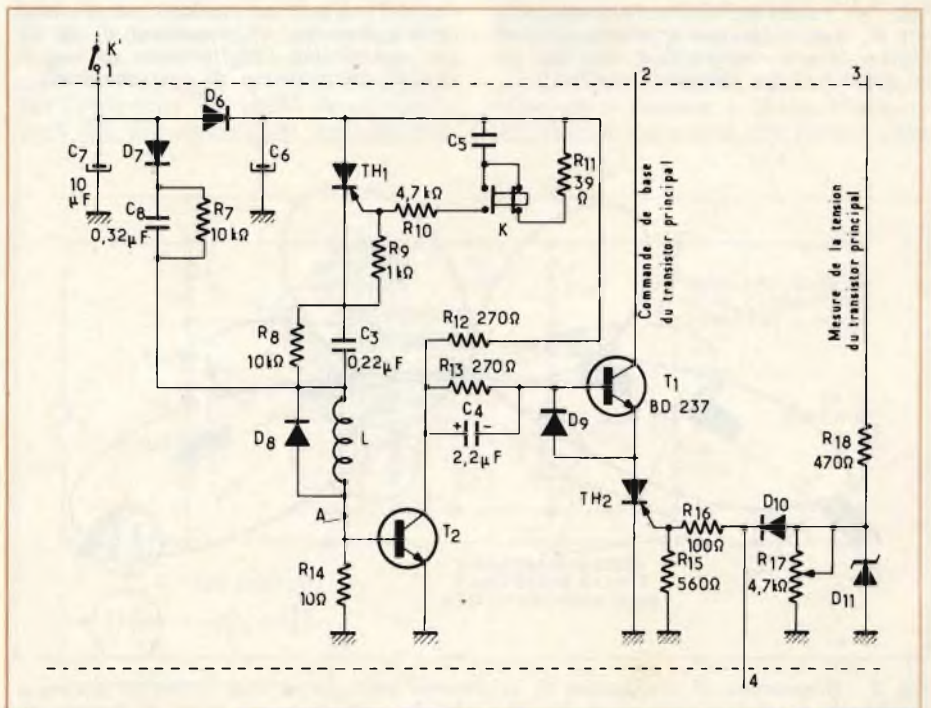 K'
1
2
3
D6
C7
10
µF
D7
C6
C8
0,32µF
R7
10kΩ
TH1
4,7kΩ
R10
C5
K
R11
39
Ω
R9
1kΩ
R8
10kΩ
C3
0,22µF
R12 270Ω
R13 270Ω
C4
+
-
2,2µF
D9
T1
BD 237
Commande de base
du transistor principal
Mesure de la tension
du transistor principal
D8
L
A
T2
R14
10Ω
TH2
R16
100Ω
R15
560Ω
D10
R17
4,7kΩ
R18
470Ω
D11
4